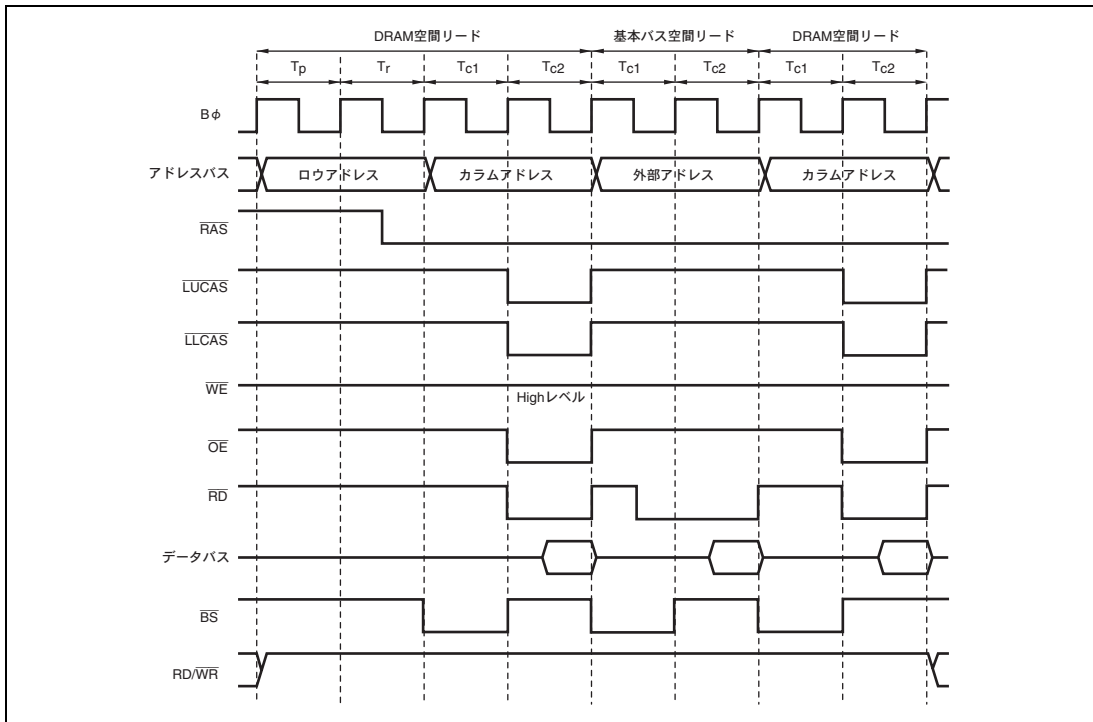 DRAM空間リード 基本バス空間リード DRAM空間リード
Tp Tr Tc1 Tc2 Tc1 Tc2 Tc1 Tc2
Bφ
アドレスバス ロウアドレス カラムアドレス 外部アドレス カラムアドレス
RAS
LUCAS
LLCAS
WE
Highレベル
OE
RD
データバス
BS
RD/WR